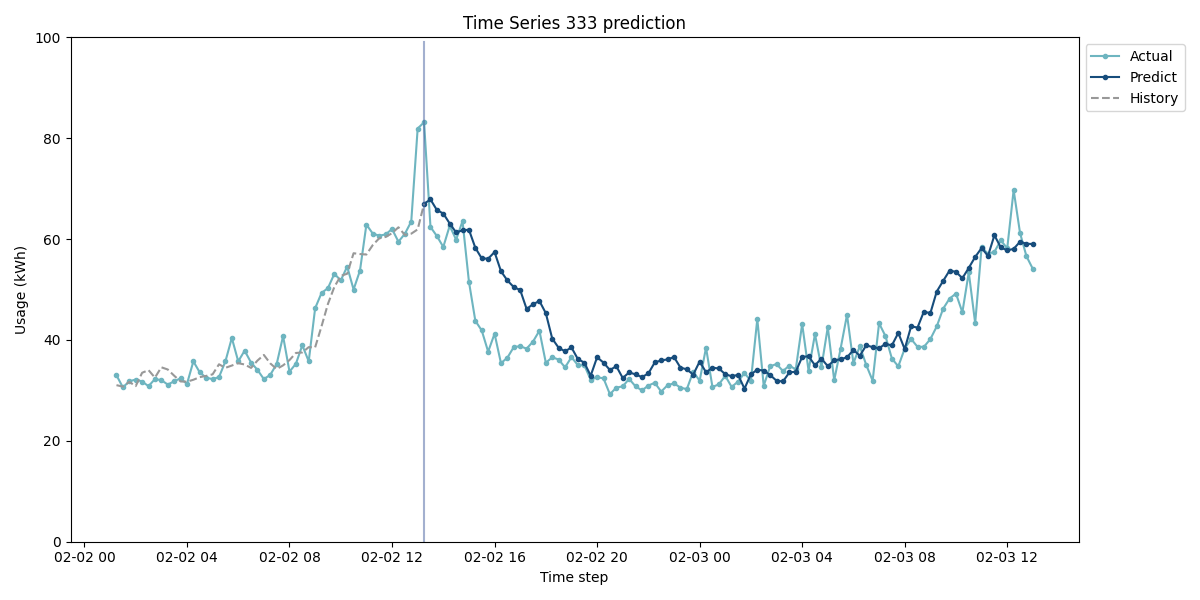 Time Series 333 prediction
Usage (kWh)
100
80
60
40
20
0
02-02 00
02-02 04
02-02 08
02-02 12
02-02 16
02-02 20
02-03 00
02-03 04
02-03 08
02-03 12
Time step
Actual
Predict
History